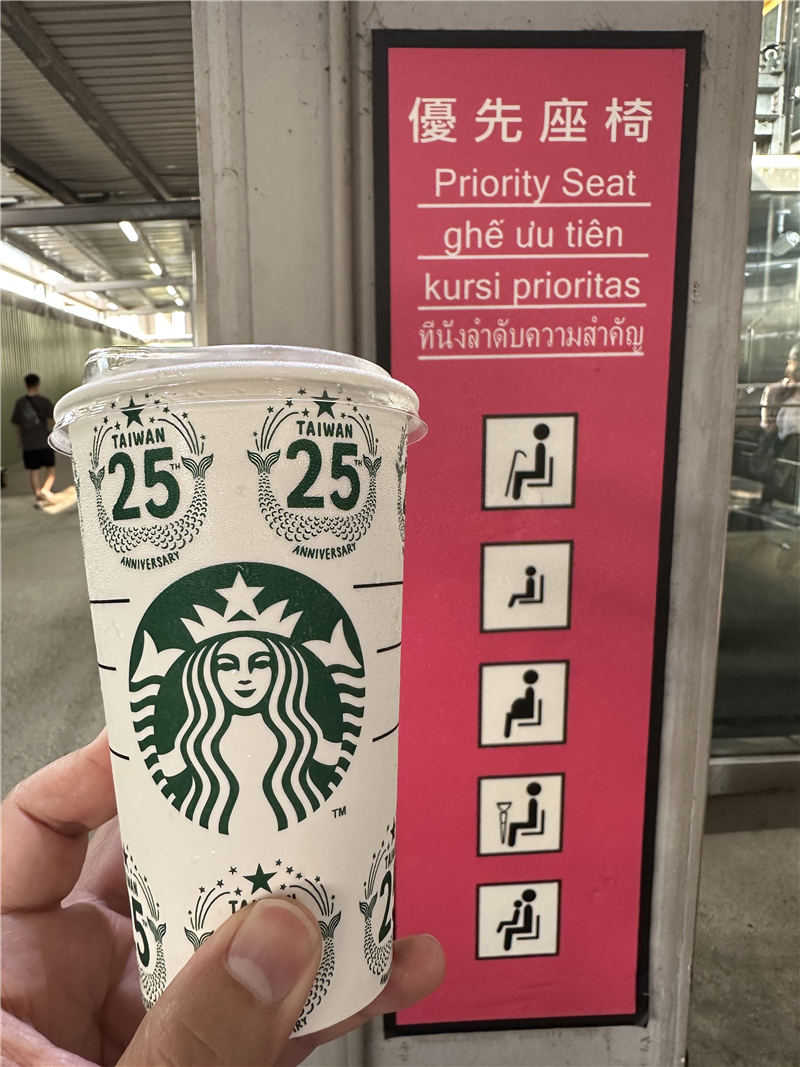 優先座椅
Priority Seat
ghế ưu tiên
kursi prioritas
ที่นั่งลำดับความสำคัญ
TAIWAN
25TH
ANNIVERSARY
TAIWAN
25TH
ANNIVERSARY
TM